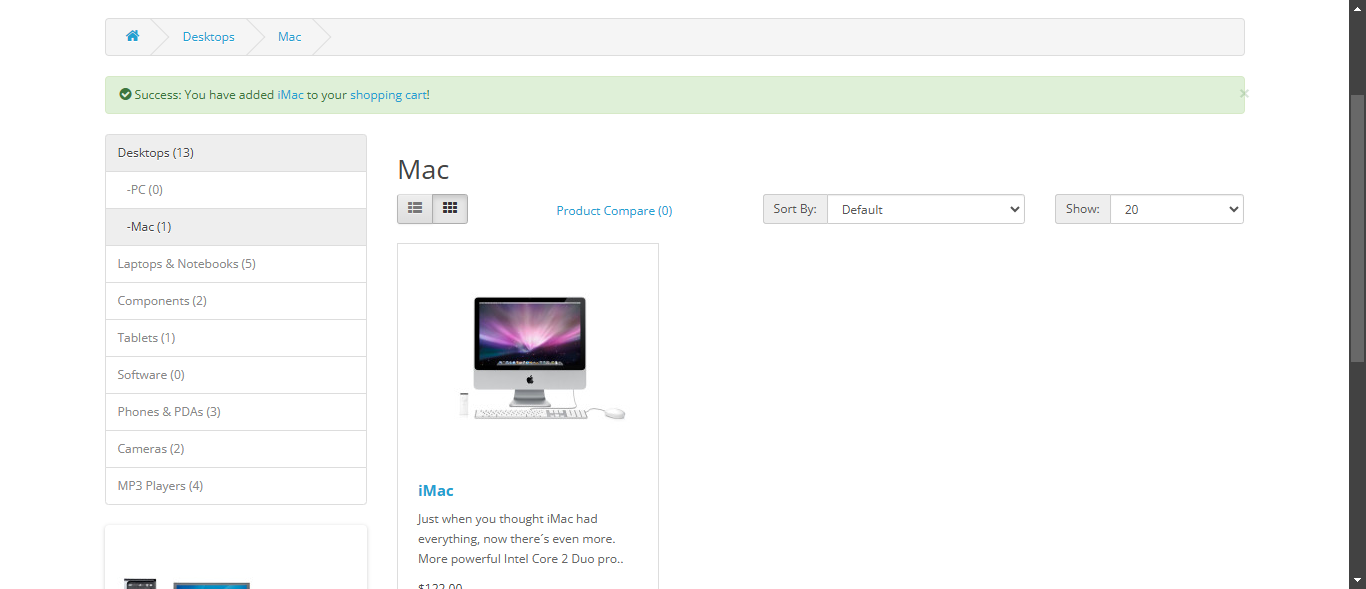 Desktops
Mac
Success: You have added iMac to your shopping cart!
×
Desktops (13)
-PC (0)
-Mac (1)
Laptops & Notebooks (5)
Components (2)
Tablets (1)
Software (0)
Phones & PDAs (3)
Cameras (2)
MP3 Players (4)
Mac
Product Compare (0)
Sort By: Default
Show: 20
iMac
Just when you thought iMac had
everything, now there´s even more.
More powerful Intel Core 2 Duo pro..
$122.00